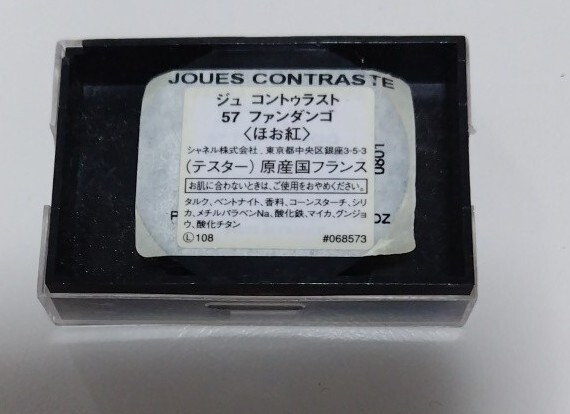 JOUES CONTRASTE
ジュ コントゥラスト
57 ファンダンゴ
〈ほお紅〉
シャネル株式会社．東京都中央区銀座3-5-3
(テスター) 原産国フランス
お肌に合わないときは、ご使用をおやめください。
タルク、ベントナイト、香料、コーンスターチ、シリ
カ、メチルパラベンNa、酸化鉄、マイカ、グンジョ
ウ、酸化チタン
Ⓛ108 #068573